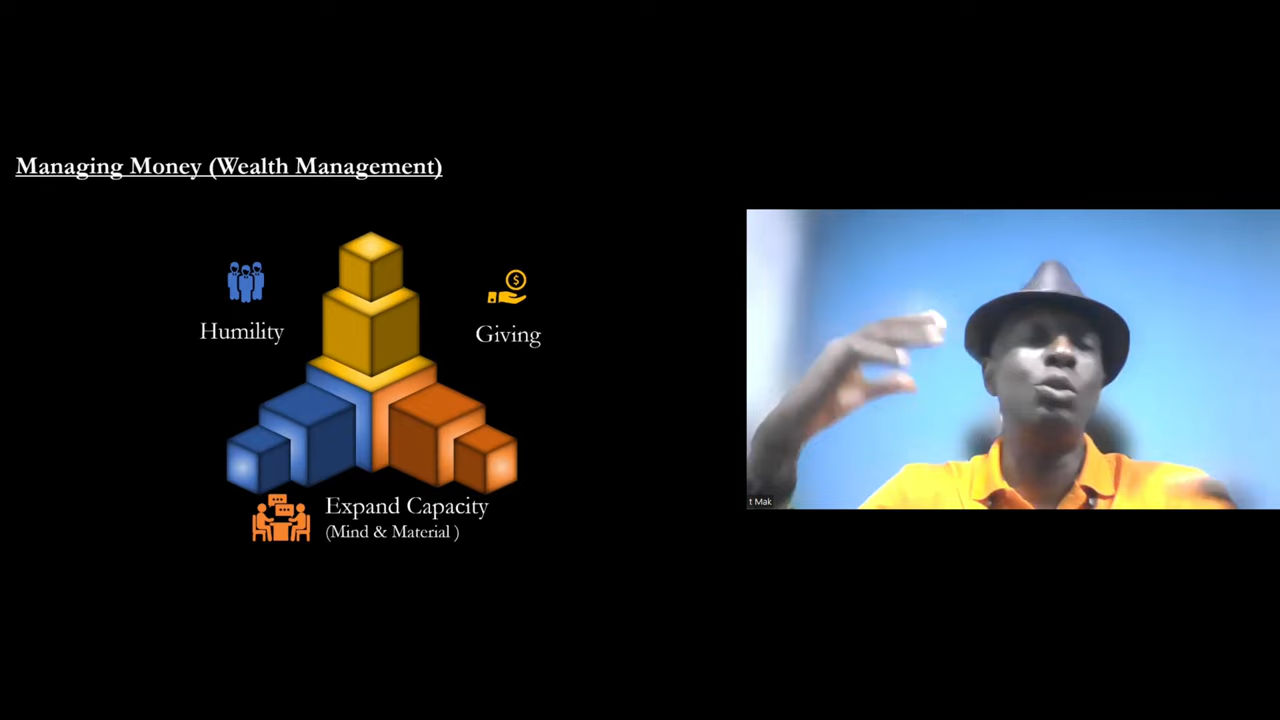 Managing Money (Wealth Management)
Humility
$
Giving
Expand Capacity
(Mind & Material )
t Mak